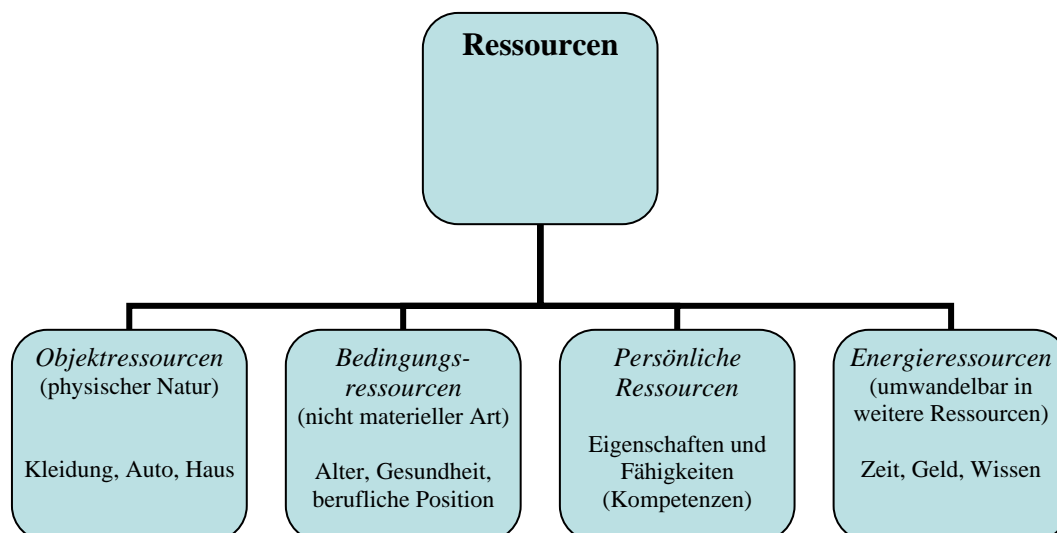 Ressourcen
Objektressourcen
(physischer Natur)
Kleidung, Auto, Haus
Bedingungs-
ressourcen
(nicht materieller Art)
Alter, Gesundheit,
berufliche Position
Persönliche
Ressourcen
Eigenschaften und
Fähigkeiten
(Kompetenzen)
Energieressourcen
(umwandelbar in
weitere Ressourcen)
Zeit, Geld, Wissen